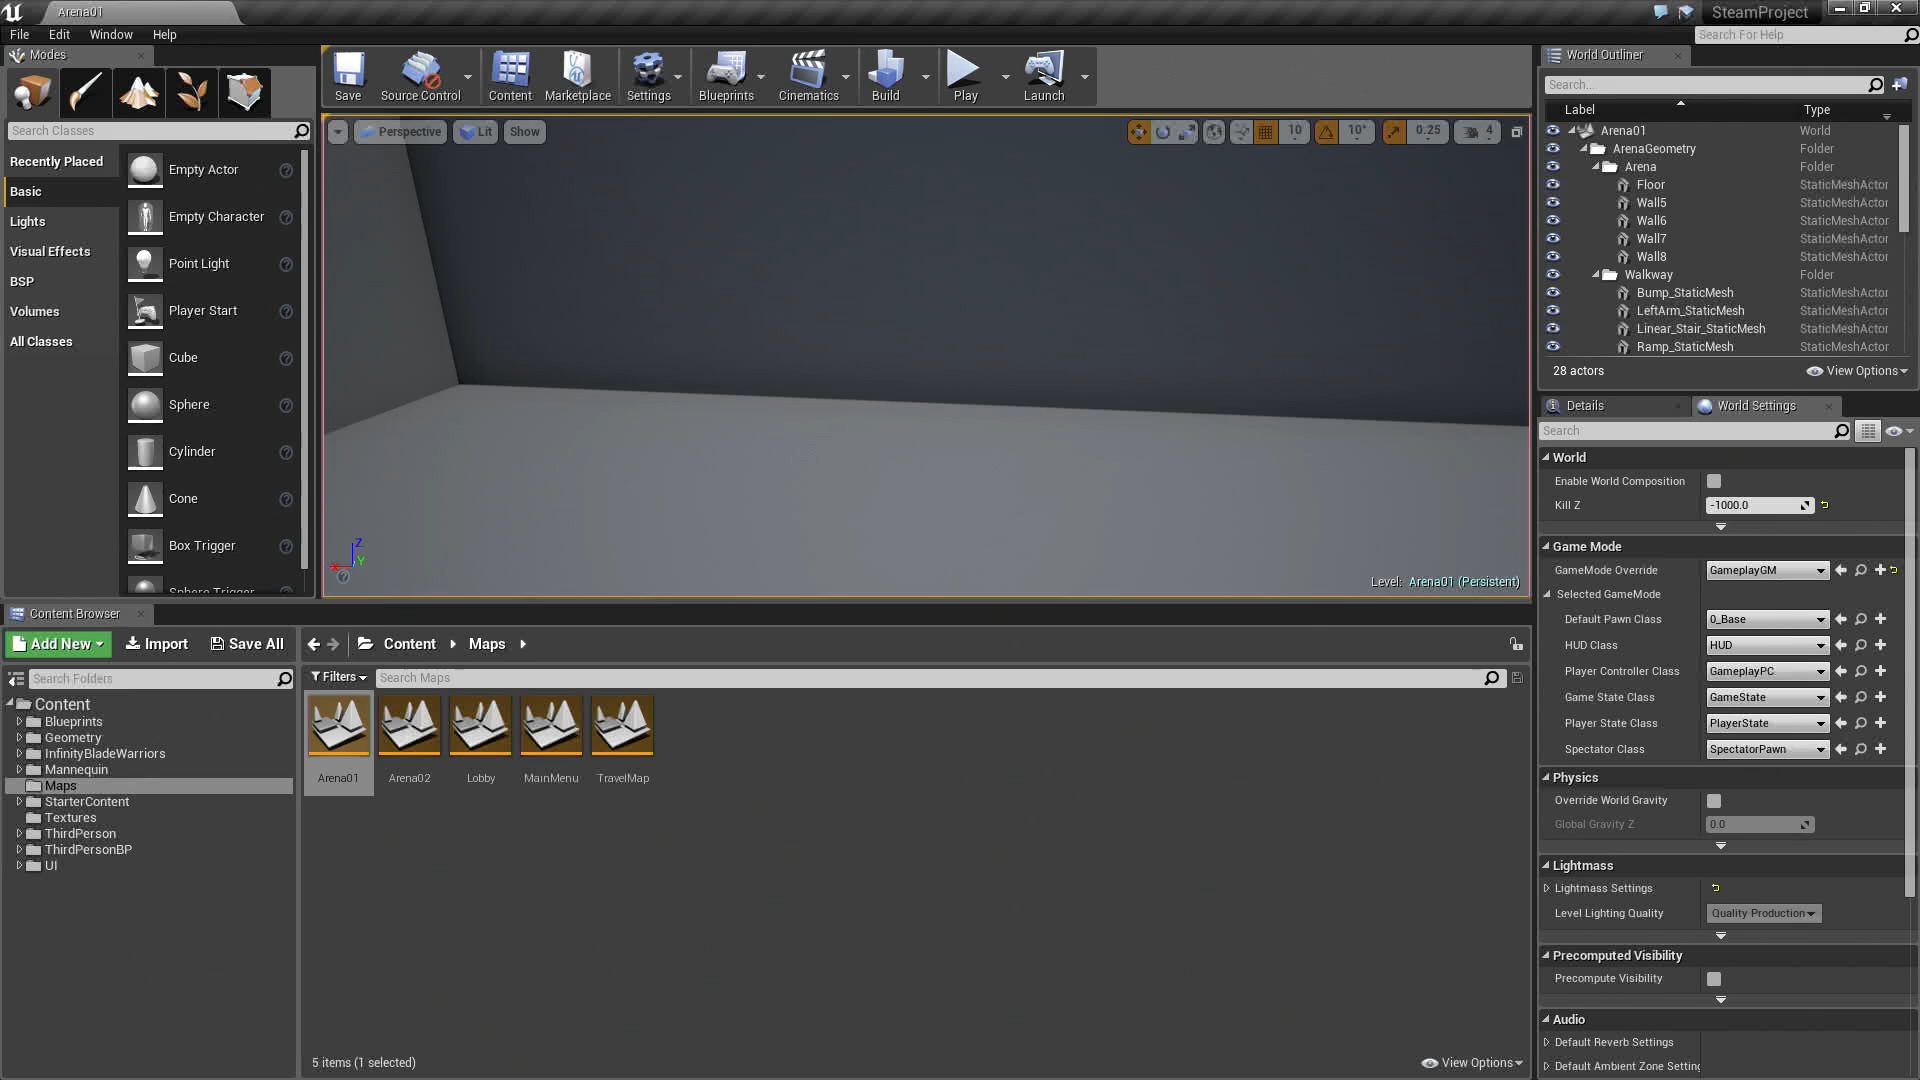 Arena01
SteamProject
File Edit Window Help
Search For Help
Modes
Search Classes
Recently Placed
Basic
Lights
Visual Effects
BSP
Volumes
All Classes
Empty Actor
Empty Character
Point Light
Player Start
Cube
Sphere
Cylinder
Cone
Box Trigger
Sphere Trigger
Save
Source Control
Content
Marketplace
Settings
Blueprints
Cinematics
Build
Play
Launch
Perspective
Lit
Show
10
10°
0.25
4
Z
Y
Level: Arena01 (Persistent)
World Outliner
Search...
Label Type
Arena01 World
ArenaGeometry Folder
Arena Folder
Floor StaticMeshActor
Wall5 StaticMeshActor
Wall6 StaticMeshActor
Wall7 StaticMeshActor
Wall8 StaticMeshActor
Walkway Folder
Bump_StaticMesh StaticMeshActor
LeftArm_StaticMesh StaticMeshActor
Linear_Stair_StaticMesh StaticMeshActor
Ramp_StaticMesh StaticMeshActor
28 actors
View Options
Details
World Settings
Search
World
Enable World Composition
Kill Z -1000.0
Game Mode
GameMode Override GameplayGM
Selected GameMode
Default Pawn Class 0_Base
HUD Class HUD
Player Controller Class GameplayPC
Game State Class GameState
Player State Class PlayerState
Spectator Class SpectatorPawn
Physics
Override World Gravity
Global Gravity Z 0.0
Lightmass
Lightmass Settings
Level Lighting Quality Quality Production
Precomputed Visibility
Precompute Visibility
Audio
Default Reverb Settings
Default Ambient Zone Setting
Content Browser
Add New
Import
Save All
Content
Maps
Search Folders
Filters
Search Maps
Content
Blueprints
Geometry
InfinityBladeWarriors
Mannequin
Maps
StarterContent
Textures
ThirdPerson
ThirdPersonBP
UI
Arena01
Arena02
Lobby
MainMenu
TravelMap
5 items (1 selected)
View Options